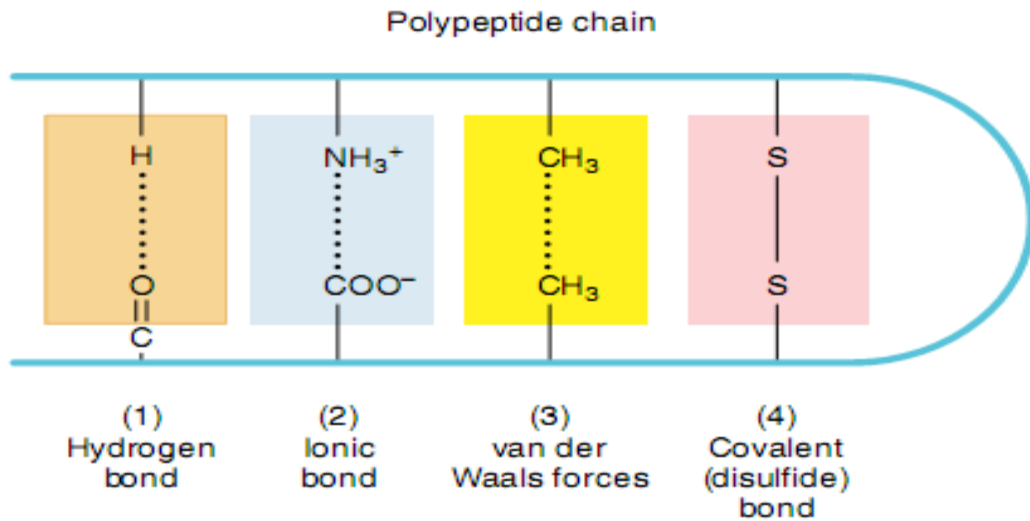 Polypeptide chain
H NH₃⁺ CH₃ S
O COO⁻ CH₃ S
C
(1) (2) (3) (4)
Hydrogen Ionic van der Covalent
bond bond Waals forces (disulfide)
bond